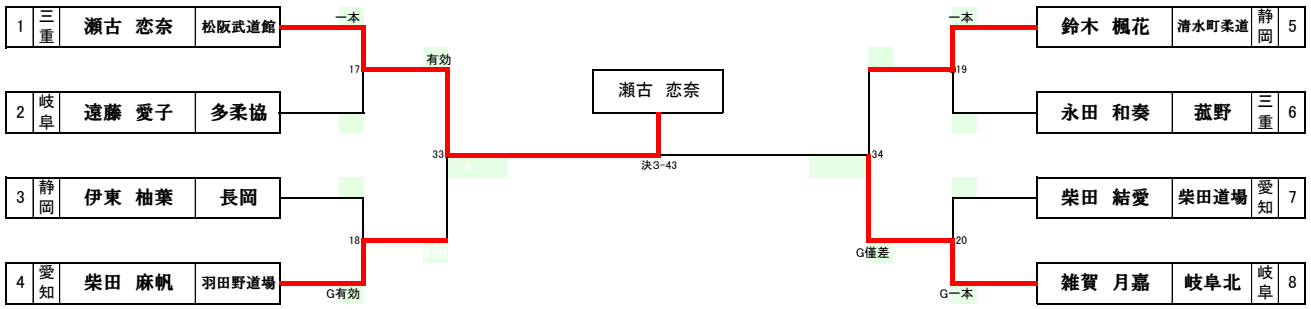 1 三重 瀬古 恋奈 松阪武道館
一本
17
2 岐阜 遠藤 愛子 多柔協
有効
33
3 静岡 伊東 柚葉 長岡
18
4 愛知 柴田 麻帆 羽田野道場
G有効
瀬古 恋奈
決3-43
一本
鈴木 楓花 清水町柔道 静岡 5
19
永田 和奏 菰野 三重 6
34
柴田 結愛 柴田道場 愛知 7
G僅差
20
雑賀 月嘉 岐阜北 岐阜 8
G一本